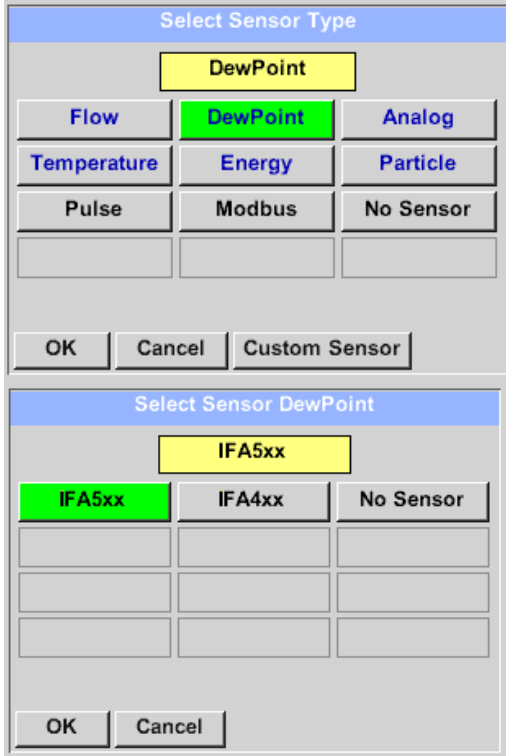 Select Sensor Type
DewPoint
Flow DewPoint Analog
Temperature Energy Particle
Pulse Modbus No Sensor
OK Cancel Custom Sensor
Select Sensor DewPoint
IFA5xx
IFA5xx IFA4xx No Sensor
OK Cancel